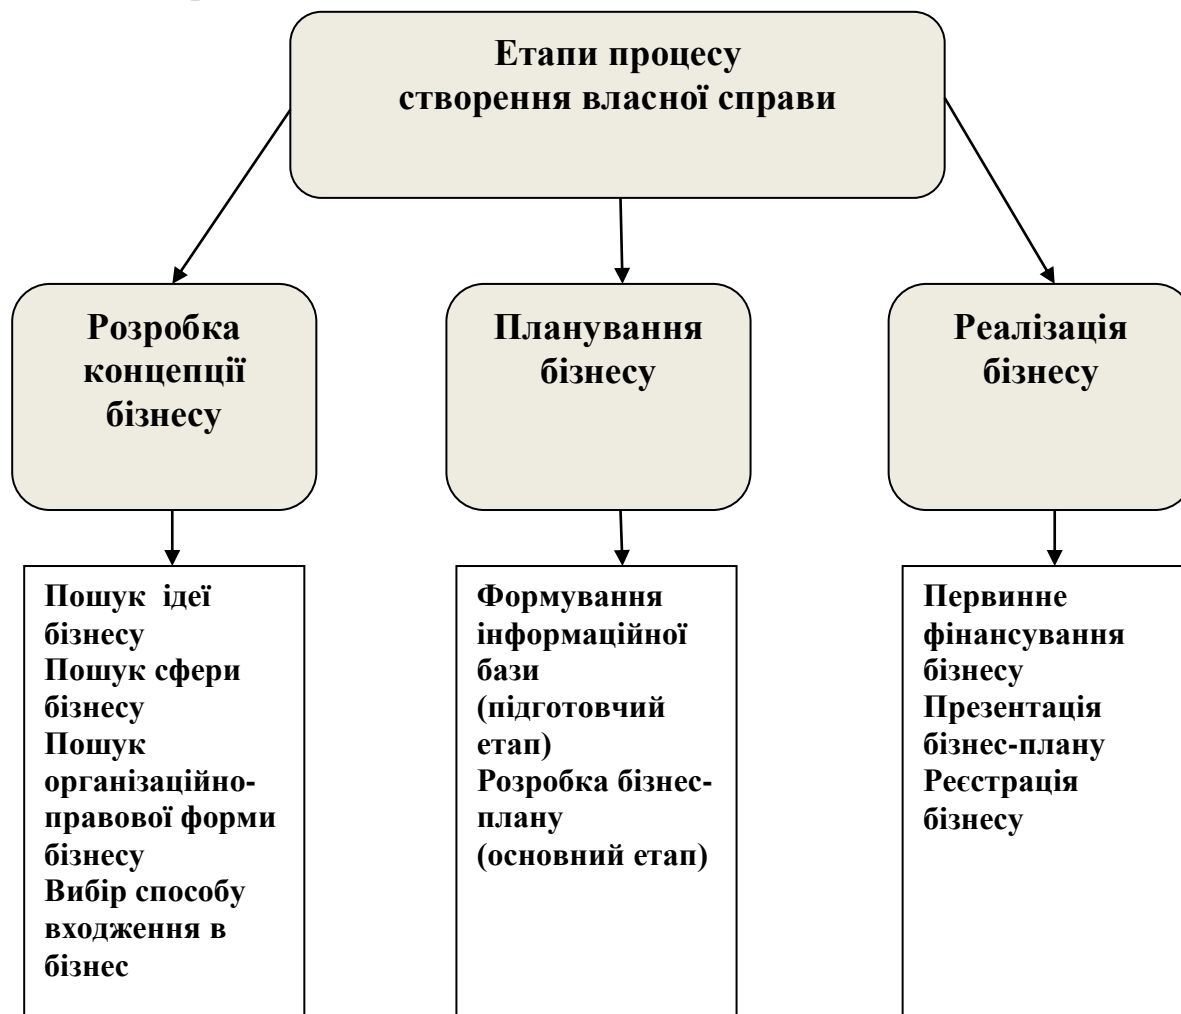 Етапи процесу
створення власної справи
Розробка
концепції
бізнесу
Планування
бізнесу
Реалізація
бізнесу
Пошук ідеї
бізнесу
Пошук сфери
бізнесу
Пошук
організаційно-
правової форми
бізнесу
Вибір способу
входження в
бізнес
Формування
інформаційної
бази
(підготовчий
етап)
Розробка бізнес-
плану
(основний етап)
Первинне
фінансування
бізнесу
Презентація
бізнес-плану
Реєстрація
бізнесу